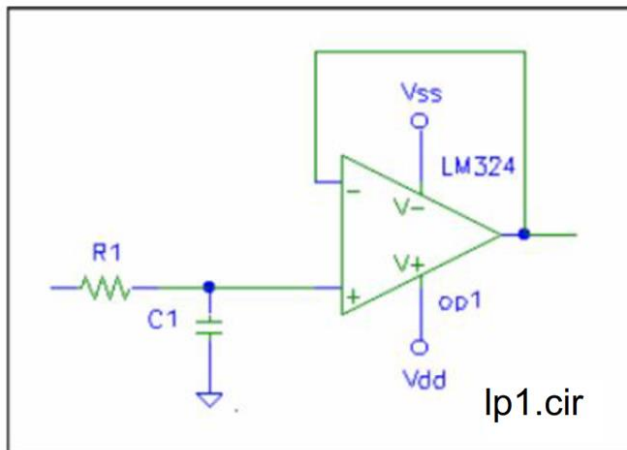 Vss
LM324
-
V-
R1
V+
+
op1
C1
Vdd
lp1.cir